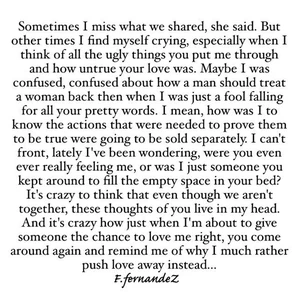 Sometimes I miss what we shared, she said. But
other times I find myself crying, especially when I
think of all the ugly things you put me through
and how untrue your love was. Maybe I was
confused, confused about how a man should treat
a woman back then when I was just a fool falling
for all your pretty words. I mean, how was I to
know the actions that were needed to prove them
to be true were going to be sold separately. I can't
front, lately I've been wondering, were you even
ever really feeling me, or was I just someone you
kept around to fill the empty space in your bed?
It's crazy to think that even though we aren't
together, these thoughts of you live in my head.
And it's crazy how just when I'm about to give
someone the chance to love me right, you come
around again and remind me of why I much rather
push love away instead...
F.fernandeZ